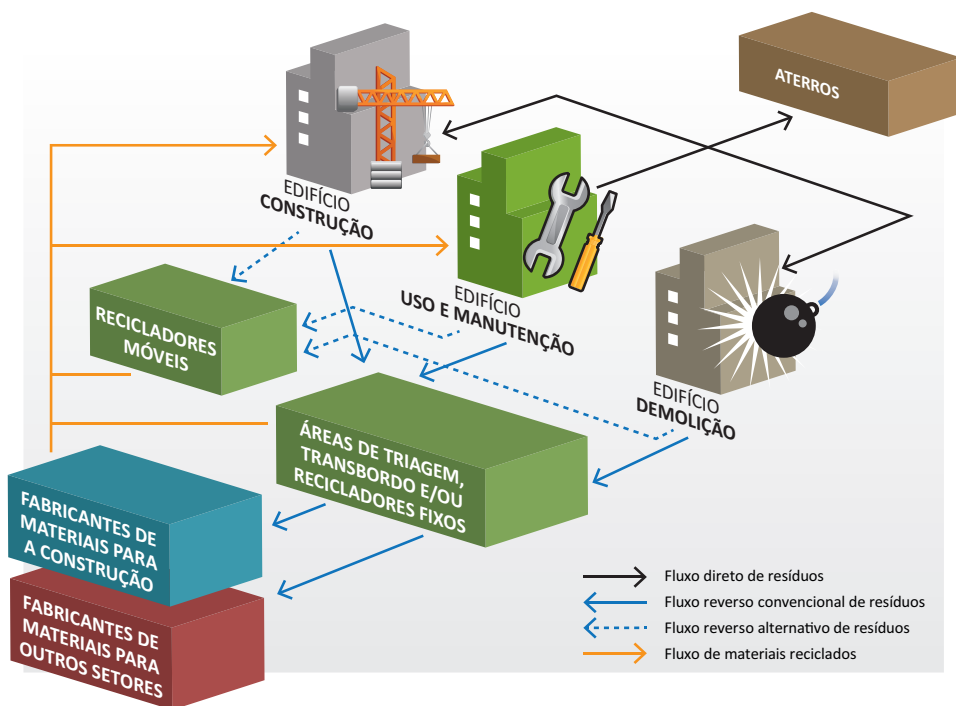 ATERROS
EDIFÍCIO
CONSTRUÇÃO
EDIFÍCIO
USO E MANUTENÇÃO
RECICLADORES
MÓVEIS
EDIFÍCIO
DEMOLIÇÃO
ÁREAS DE TRIAGEM,
TRANSBORDO E/OU
RECICLADORES FIXOS
FABRICANTES DE
MATERIAIS PARA
A CONSTRUÇÃO
FABRICANTES DE
MATERIAIS PARA
OUTROS SETORES
Fluxo direto de resíduos
Fluxo reverso convencional de resíduos
Fluxo reverso alternativo de resíduos
Fluxo de materiais reciclados